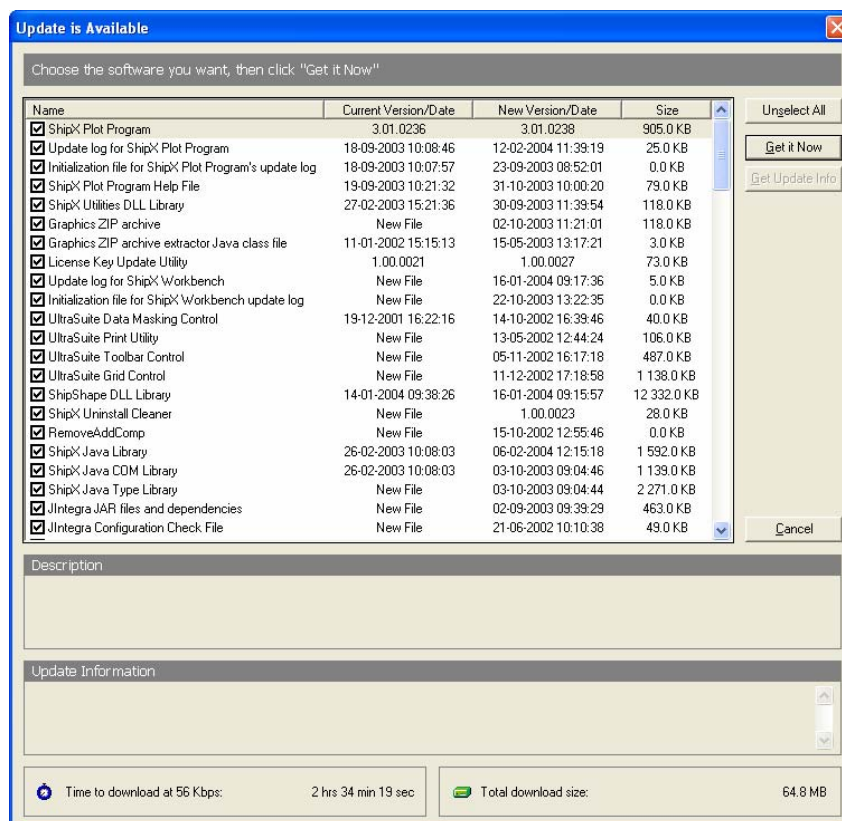 Update is Available
Choose the software you want, then click "Get it Now"
Name Current Version/Date New Version/Date Size Unselect All
ShipX Plot Program 3.01.0236 3.01.0238 905.0 KB
Update log for ShipX Plot Program 18-09-2003 10:08:46 12-02-2004 11:39:19 25.0 KB Get it Now
Initialization file for ShipX Plot Program's update log 18-09-2003 10:07:57 23-09-2003 08:52:01 0.0 KB
ShipX Plot Program Help File 19-09-2003 10:21:32 31-10-2003 10:00:20 79.0 KB Get Update Info
ShipX Utilities DLL Library 27-02-2003 15:21:36 30-09-2003 11:39:54 118.0 KB
Graphics ZIP archive New File 02-10-2003 11:21:01 118.0 KB
Graphics ZIP archive extractor Java class file 11-01-2002 15:15:13 15-05-2003 13:17:21 3.0 KB
License Key Update Utility 1.00.0021 1.00.0027 73.0 KB
Update log for ShipX Workbench New File 16-01-2004 09:17:36 5.0 KB
Initialization file for ShipX Workbench update log New File 22-10-2003 13:22:35 0.0 KB
UltraSuite Data Masking Control 19-12-2001 16:22:16 14-10-2002 16:39:46 40.0 KB
UltraSuite Print Utility New File 13-05-2002 12:44:24 106.0 KB
UltraSuite Toolbar Control New File 05-11-2002 16:17:18 487.0 KB
UltraSuite Grid Control New File 11-12-2002 17:18:58 1 138.0 KB
ShipShape DLL Library 14-01-2004 09:38:26 16-01-2004 09:15:57 12 332.0 KB
ShipX Uninstall Cleaner New File 1.00.0023 28.0 KB
RemoveAddComp New File 15-10-2002 12:55:46 0.0 KB
ShipX Java Library 26-02-2003 10:08:03 06-02-2004 12:15:18 1 592.0 KB
ShipX Java COM Library 26-02-2003 10:08:03 03-10-2003 09:04:46 1 139.0 KB
ShipX Java Type Library New File 03-10-2003 09:04:44 2 271.0 KB
JIntegra JAR files and dependencies New File 02-09-2003 09:39:29 463.0 KB
JIntegra Configuration Check File New File 21-06-2002 10:10:38 49.0 KB Cancel
Description
Update Information
Time to download at 56 Kbps: 2 hrs 34 min 19 sec Total download size: 64.8 MB